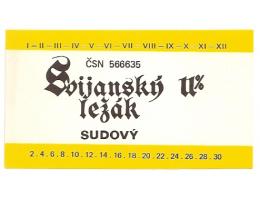 I–II–III–IV V VI–VII VIII–IX–X XI–XII
ČSN 566635
Svijanský 11%
ležák
SUDOVÝ
2.4.6.8.10.12.14.16.18.20.22.24.26.28.30